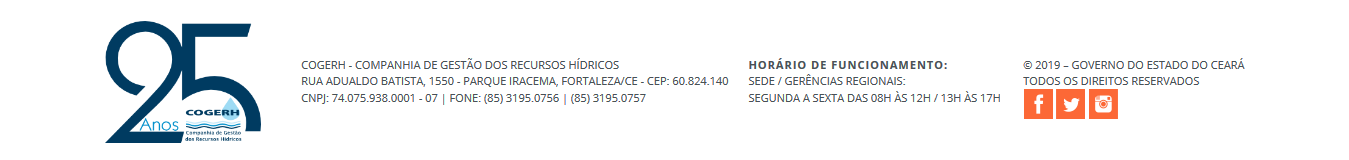 25
Anos
COGERH
Companhia de Gestão
dos Recursos Hídricos
COGERH - COMPANHIA DE GESTÃO DOS RECURSOS HÍDRICOS
RUA ADUALDO BATISTA, 1550 - PARQUE IRACEMA, FORTALEZA/CE - CEP: 60.824.140
CNPJ: 74.075.938.0001 - 07 | FONE: (85) 3195.0756 | (85) 3195.0757
HORÁRIO DE FUNCIONAMENTO:
SEDE / GERÊNCIAS REGIONAIS:
SEGUNDA A SEXTA DAS 08H ÀS 12H / 13H ÀS 17H
© 2019 – GOVERNO DO ESTADO DO CEARÁ
TODOS OS DIREITOS RESERVADOS